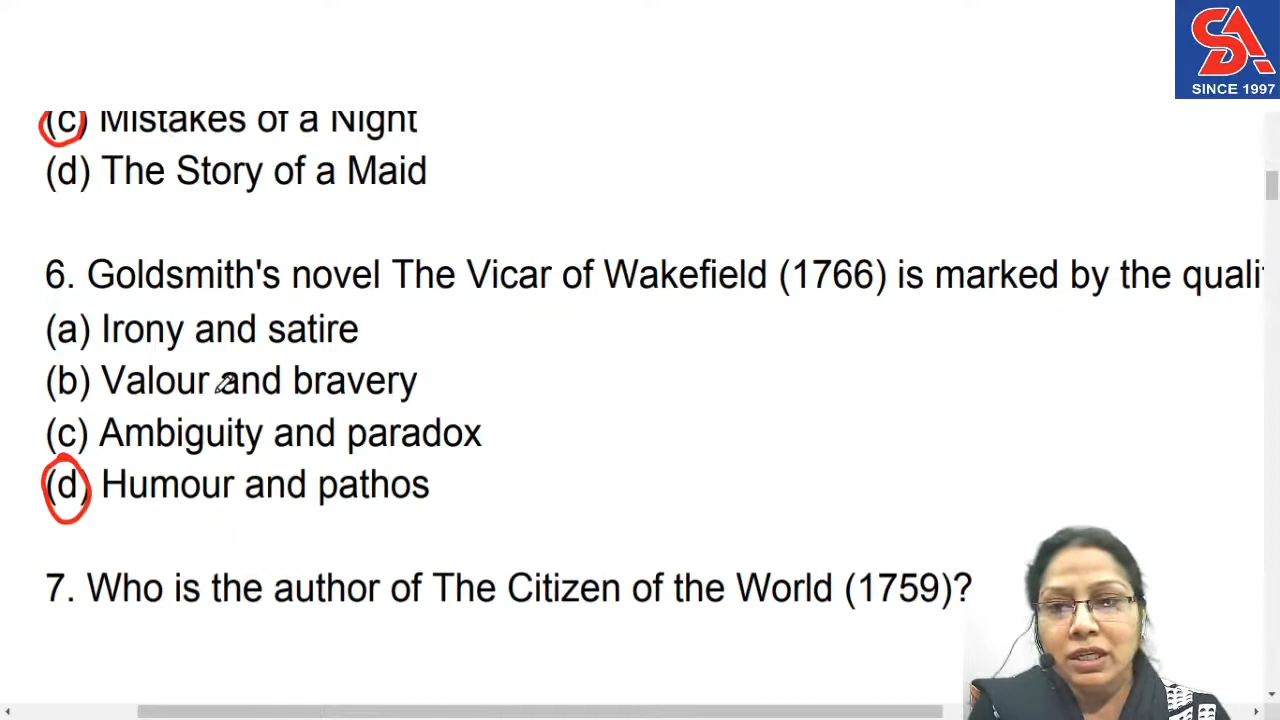 SDA
SINCE 1997
(c) Mistakes of a Night
(d) The Story of a Maid
6. Goldsmith's novel The Vicar of Wakefield (1766) is marked by the qualit
(a) Irony and satire
(b) Valour and bravery
(c) Ambiguity and paradox
(d) Humour and pathos
7. Who is the author of The Citizen of the World (1759)?